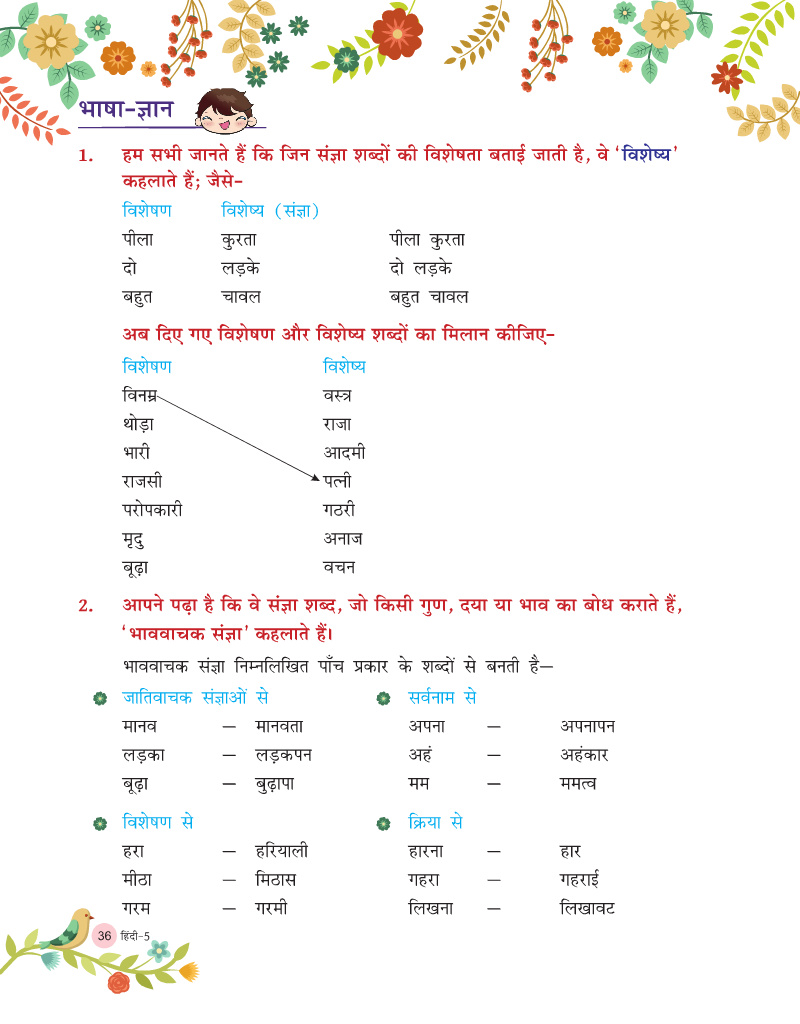 भाषा-ज्ञान
1. हम सभी जानते हैं कि जिन संज्ञा शब्दों की विशेषता बताई जाती है, वे ‘विशेष्य’
कहलाते हैं; जैसे-
विशेषण विशेष्य (संज्ञा)
पीला कुरता पीला कुरता
दो लड़के दो लड़के
बहुत चावल बहुत चावल
अब दिए गए विशेषण और विशेष्य शब्दों का मिलान कीजिए-
विशेषण विशेष्य
विनम्र वस्त्र
थोड़ा राजा
भारी आदमी
राजसी पत्नी
परोपकारी गठरी
मृदु अनाज
बूढ़ा वचन
2. आपने पढ़ा है कि वे संज्ञा शब्द, जो किसी गुण, दया या भाव का बोध कराते हैं,
‘भाववाचक संज्ञा’ कहलाते हैं।
भाववाचक संज्ञा निम्नलिखित पाँच प्रकार के शब्दों से बनती है—
जातिवाचक संज्ञाओं से सर्वनाम से
मानव — मानवता अपना — अपनापन
लड़का — लड़कपन अहं — अहंकार
बूढ़ा — बुढ़ापा मम — ममत्व
विशेषण से क्रिया से
हरा — हरियाली हारना — हार
मीठा — मिठास गहरा — गहराई
गरम — गरमी लिखना — लिखावट
36 हिंदी-5